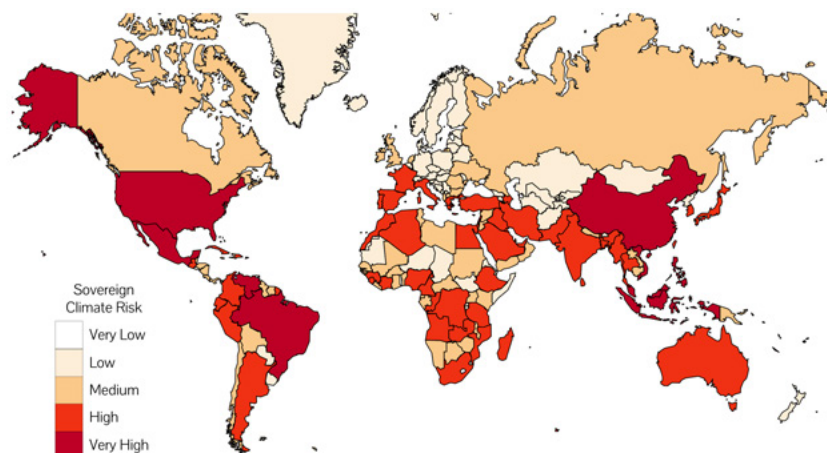 Sovereign
Climate Risk
Very Low
Low
Medium
High
Very High